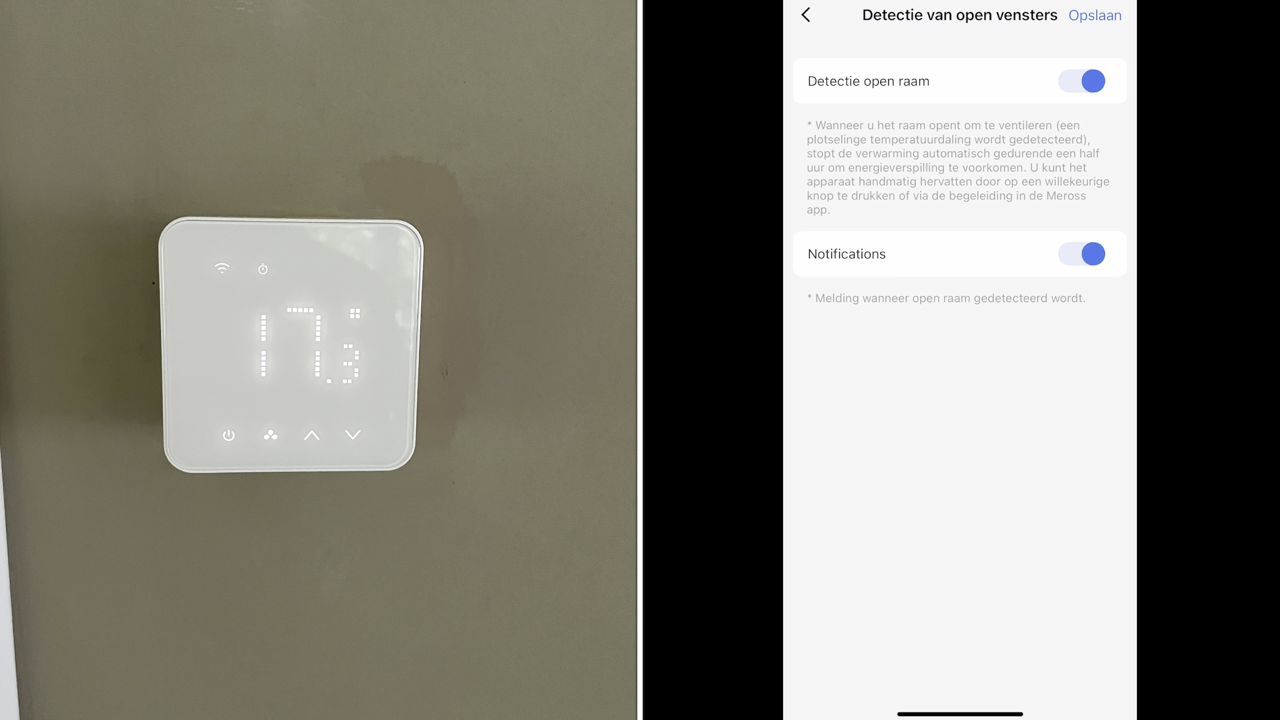 17.3
Detectie van open vensters
Opslaan
Detectie open raam
* Wanneer u het raam opent om te ventileren (een
plotselinge temperatuurdaling wordt gedetecteerd),
stopt de verwarming automatisch gedurende een half
uur om energieverspilling te voorkomen. U kunt het
apparaat handmatig hervatten door op een willekeurige
knop te drukken of via de begeleiding in de Meross
app.
Notifications
* Melding wanneer open raam gedetecteerd wordt.